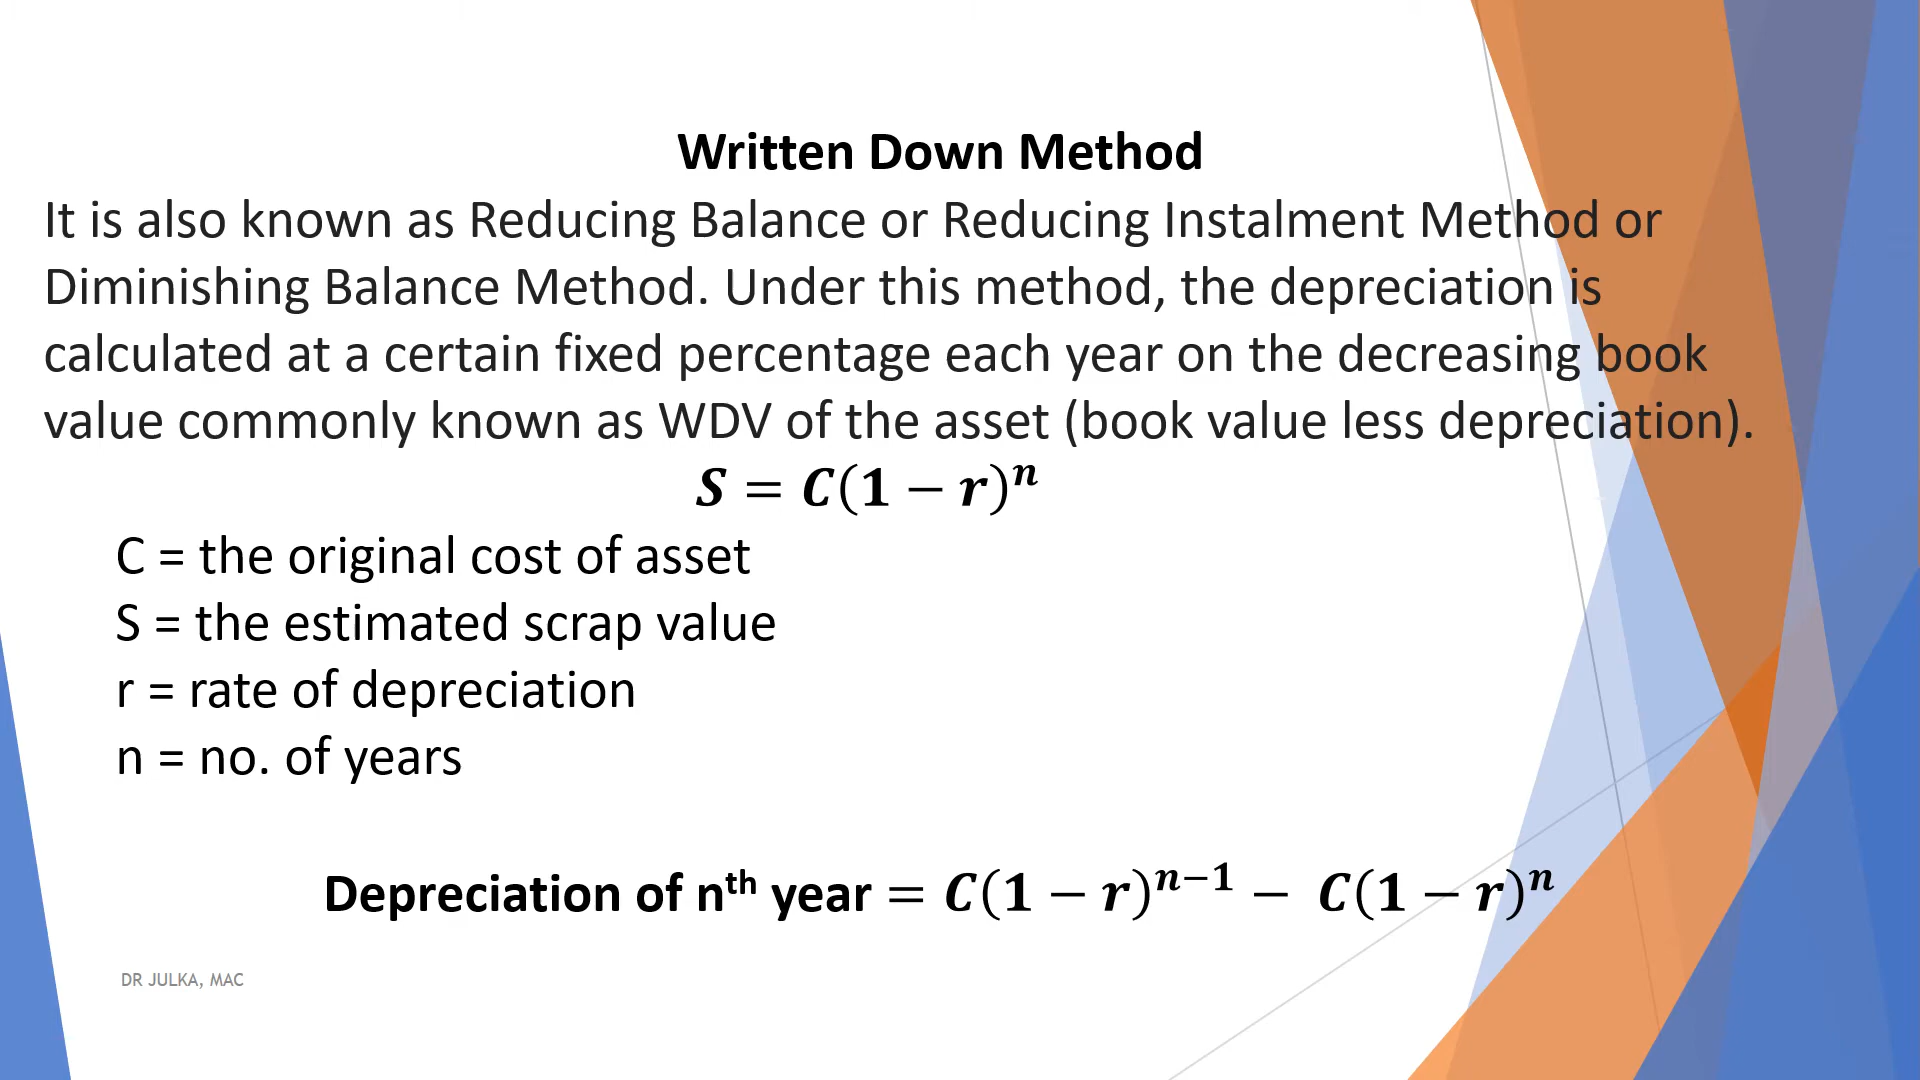 Written Down Method
It is also known as Reducing Balance or Reducing Instalment Method or
Diminishing Balance Method. Under this method, the depreciation is
calculated at a certain fixed percentage each year on the decreasing book
value commonly known as WDV of the asset (book value less depreciation).
S = C(1 − r)ⁿ
C = the original cost of asset
S = the estimated scrap value
r = rate of depreciation
n = no. of years
Depreciation of nᵗʰ year = C(1 − r)ⁿ⁻¹ − C(1 − r)ⁿ
DR JULKA, MAC